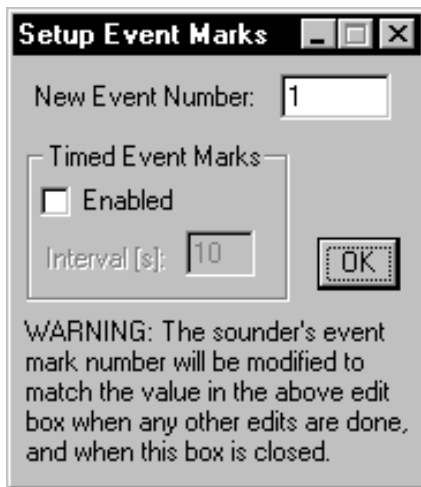 Setup Event Marks
New Event Number: 1
Timed Event Marks
Enabled
Interval [s]: 10
OK
WARNING: The sounder's event
mark number will be modified to
match the value in the above edit
box when any other edits are done,
and when this box is closed.